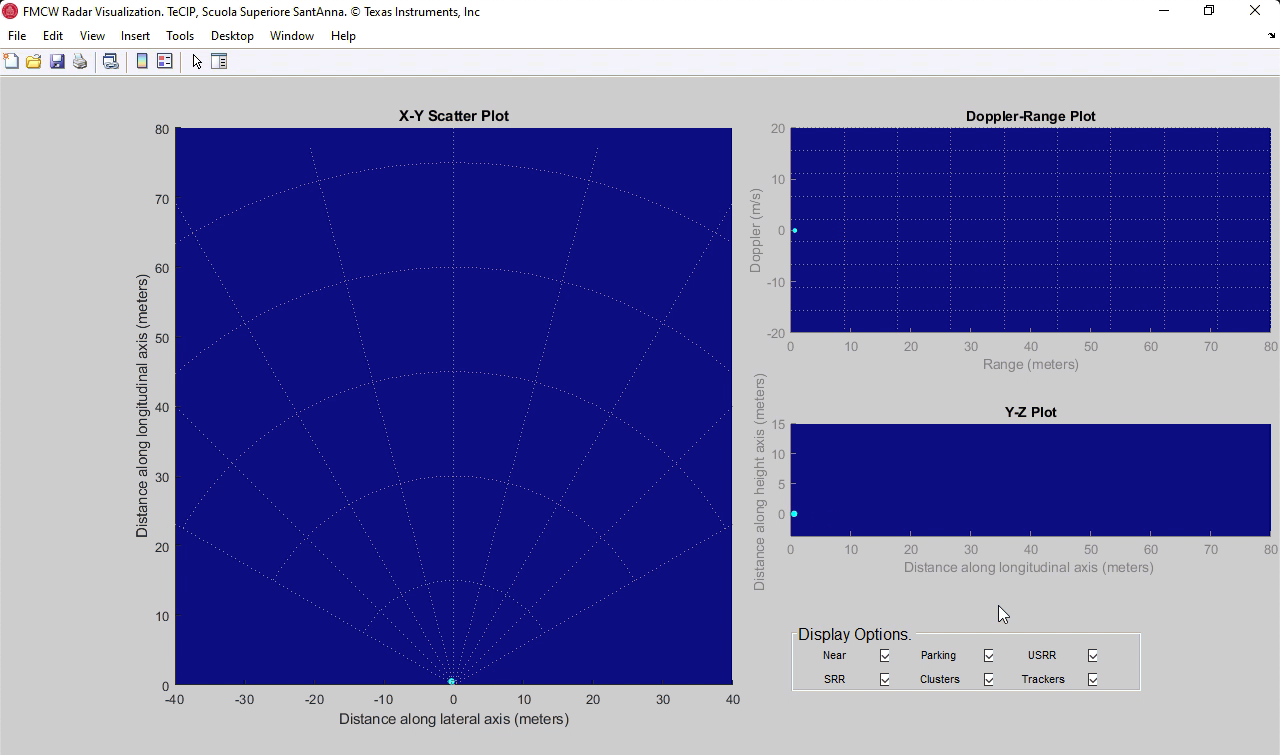 FMCW Radar Visualization. TeCIP, Scuola Superiore SantAnna. © Texas Instruments, Inc
File Edit View Insert Tools Desktop Window Help
X-Y Scatter Plot
80
70
60
50
40
30
20
10
0
Distance along longitudinal axis (meters)
-40 -30 -20 -10 0 10 20 30 40
Distance along lateral axis (meters)
Doppler-Range Plot
20
10
0
-10
-20
Doppler (m/s)
0 10 20 30 40 50 60 70 80
Range (meters)
Y-Z Plot
15
10
5
0
Distance along height axis (meters)
0 10 20 30 40 50 60 70 80
Distance along longitudinal axis (meters)
Display Options.
Near Parking USRR
SRR Clusters Trackers